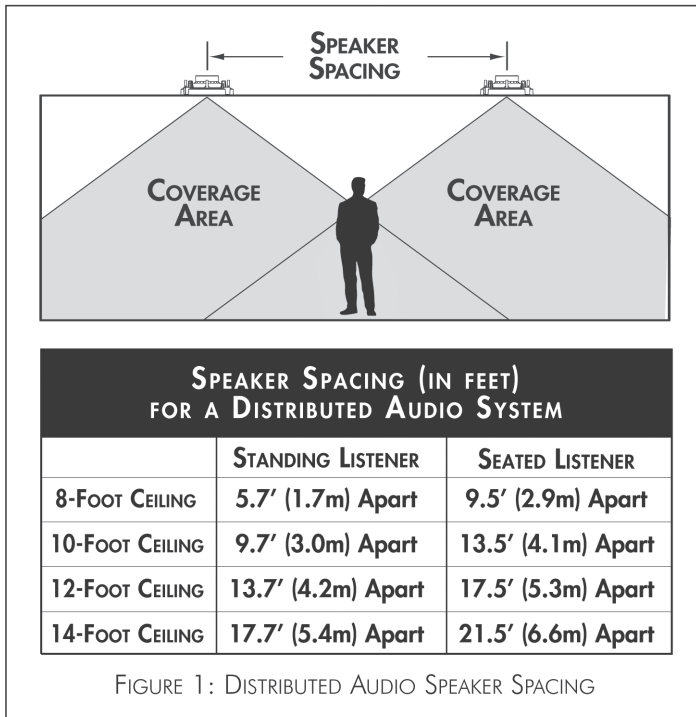 Speaker
Spacing
Coverage
Area
Coverage
Area
Speaker Spacing (in feet)
for a Distributed Audio System
Standing Listener Seated Listener
8-Foot Ceiling 5.7′ (1.7m) Apart 9.5′ (2.9m) Apart
10-Foot Ceiling 9.7′ (3.0m) Apart 13.5′ (4.1m) Apart
12-Foot Ceiling 13.7′ (4.2m) Apart 17.5′ (5.3m) Apart
14-Foot Ceiling 17.7′ (5.4m) Apart 21.5′ (6.6m) Apart
Figure 1: Distributed Audio Speaker Spacing